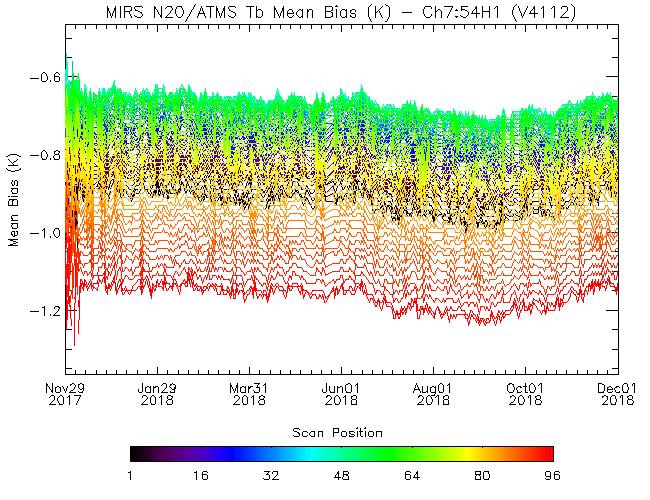 MIRS N20/ATMS Tb Mean Bias (K) - Ch7:54H1 (V4112)
-0.6
-0.8
-1.0
-1.2
Mean Bias (K)
Nov29 Jan29 Mar31 Jun01 Aug01 Oct01 Dec01
2017 2018 2018 2018 2018 2018 2018
Scan Position
1 16 32 48 64 80 96